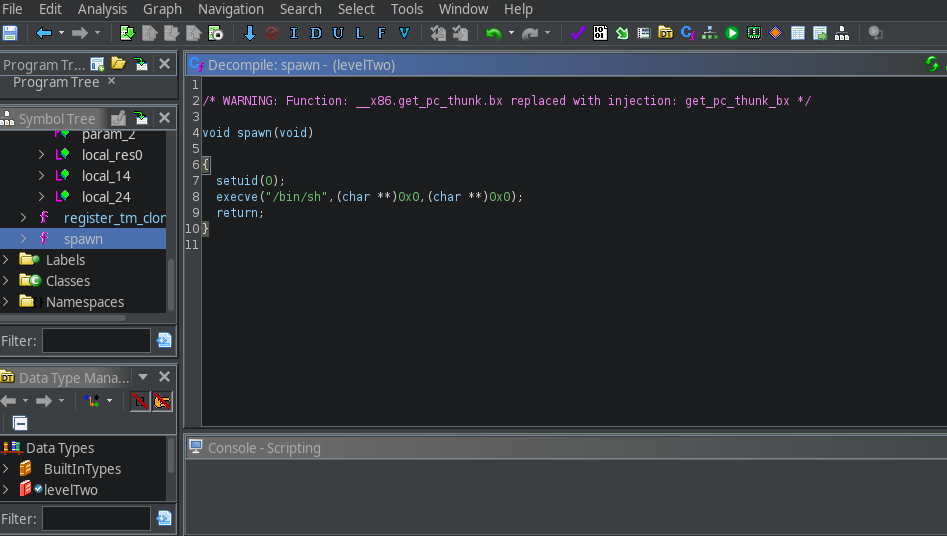 File Edit Analysis Graph Navigation Search Select Tools Window Help
I D U L F V
Program Tr...
Program Tree ×
Symbol Tree
param_2
local_res0
local_14
local_24
register_tm_clon
spawn
Labels
Classes
Namespaces
Filter:
Data Type Mana...
Data Types
BuiltInTypes
levelTwo
Filter:
Decompile: spawn - (levelTwo)
1
2 /* WARNING: Function: __x86.get_pc_thunk.bx replaced with injection: get_pc_thunk_bx */
3
4 void spawn(void)
5
6 {
7 setuid(0);
8 execve("/bin/sh",(char **)0x0,(char **)0x0);
9 return;
10 }
11
Console - Scripting